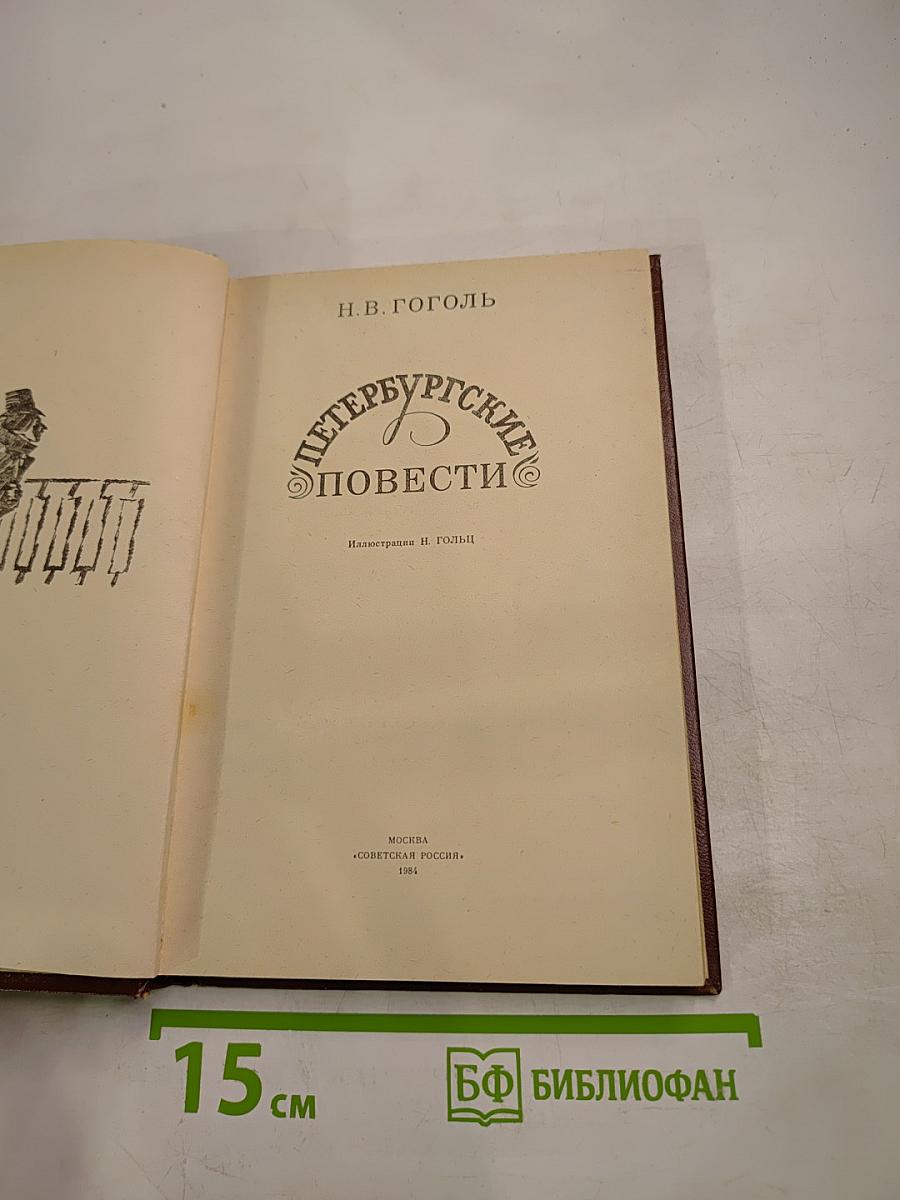 Н. В. ГОГОЛЬ
ПЕТЕРБУРГСКИЕ
ПОВЕСТИ
Иллюстрации Н. ГОЛЬЦ
МОСКВА
«СОВЕТСКАЯ РОССИЯ»
1984
15 см
БФ БИБЛИОФАН